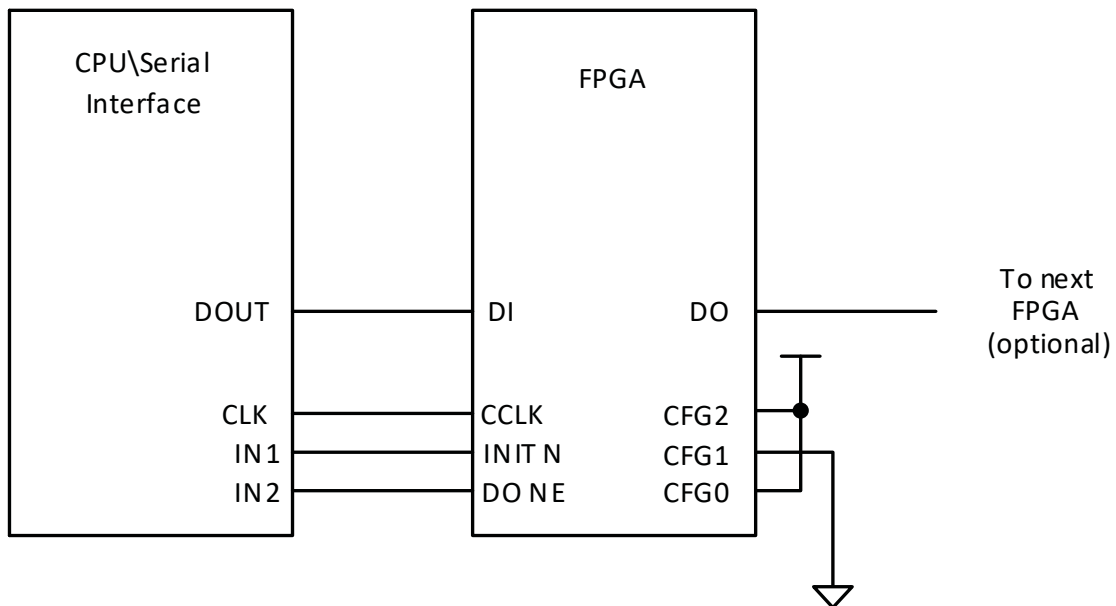 CPU\Serial
Interface
FPGA
DOUT
DI
DO
To next
FPGA
(optional)
CLK
CCLK
CFG2
IN1
INITN
CFG1
IN2
DONE
CFG0